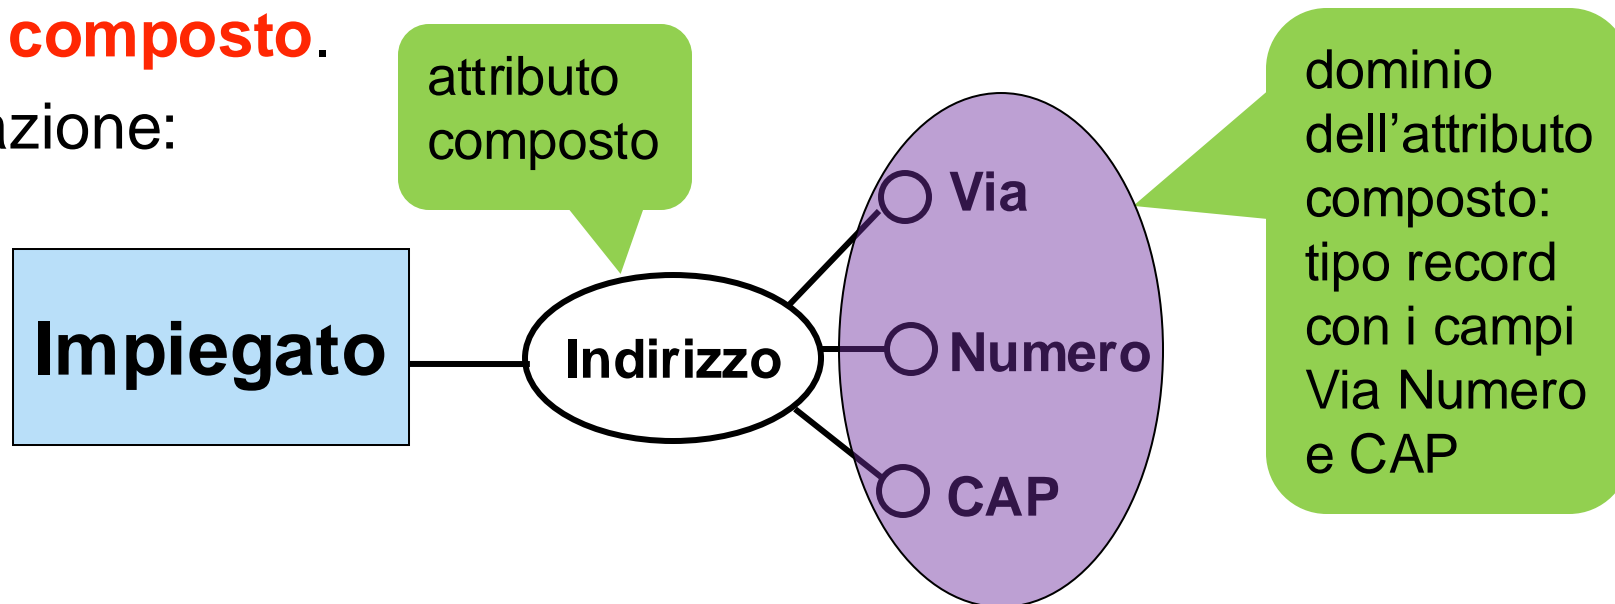 composto.
azione:
attributo
composto
Impiegato
Indirizzo
Via
Numero
CAP
dominio
dell’attributo
composto:
tipo record
con i campi
Via Numero
e CAP